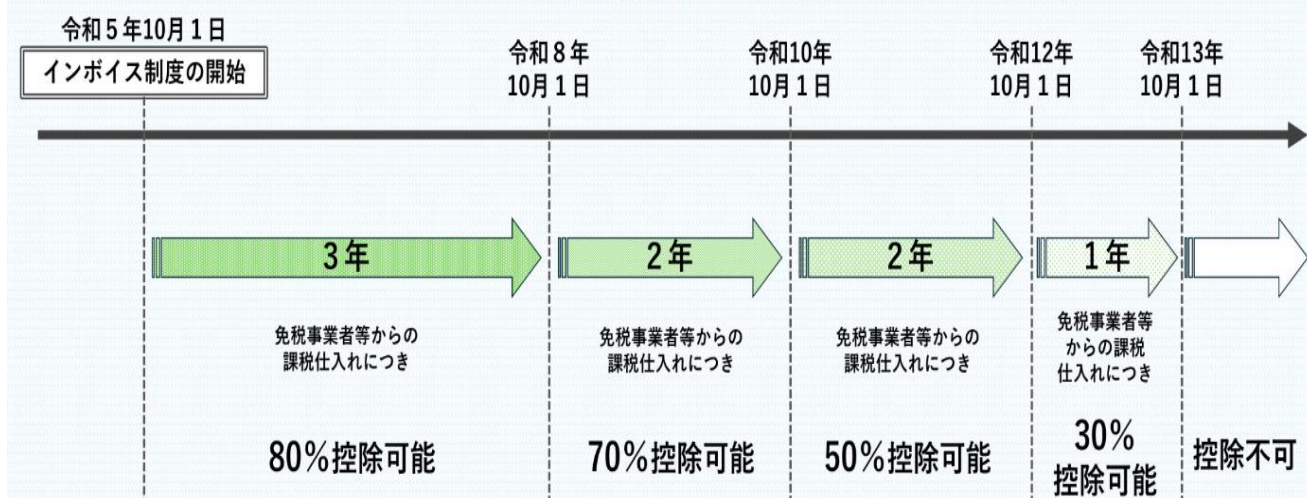 令和5年10月1日
インボイス制度の開始
令和8年
10月1日
令和10年
10月1日
令和12年
10月1日
令和13年
10月1日
3年
2年
2年
1年
免税事業者等からの
課税仕入れにつき
免税事業者等からの
課税仕入れにつき
免税事業者等からの
課税仕入れにつき
免税事業者等
からの課税
仕入れにつき
80%控除可能
70%控除可能
50%控除可能
30%
控除可能
控除不可